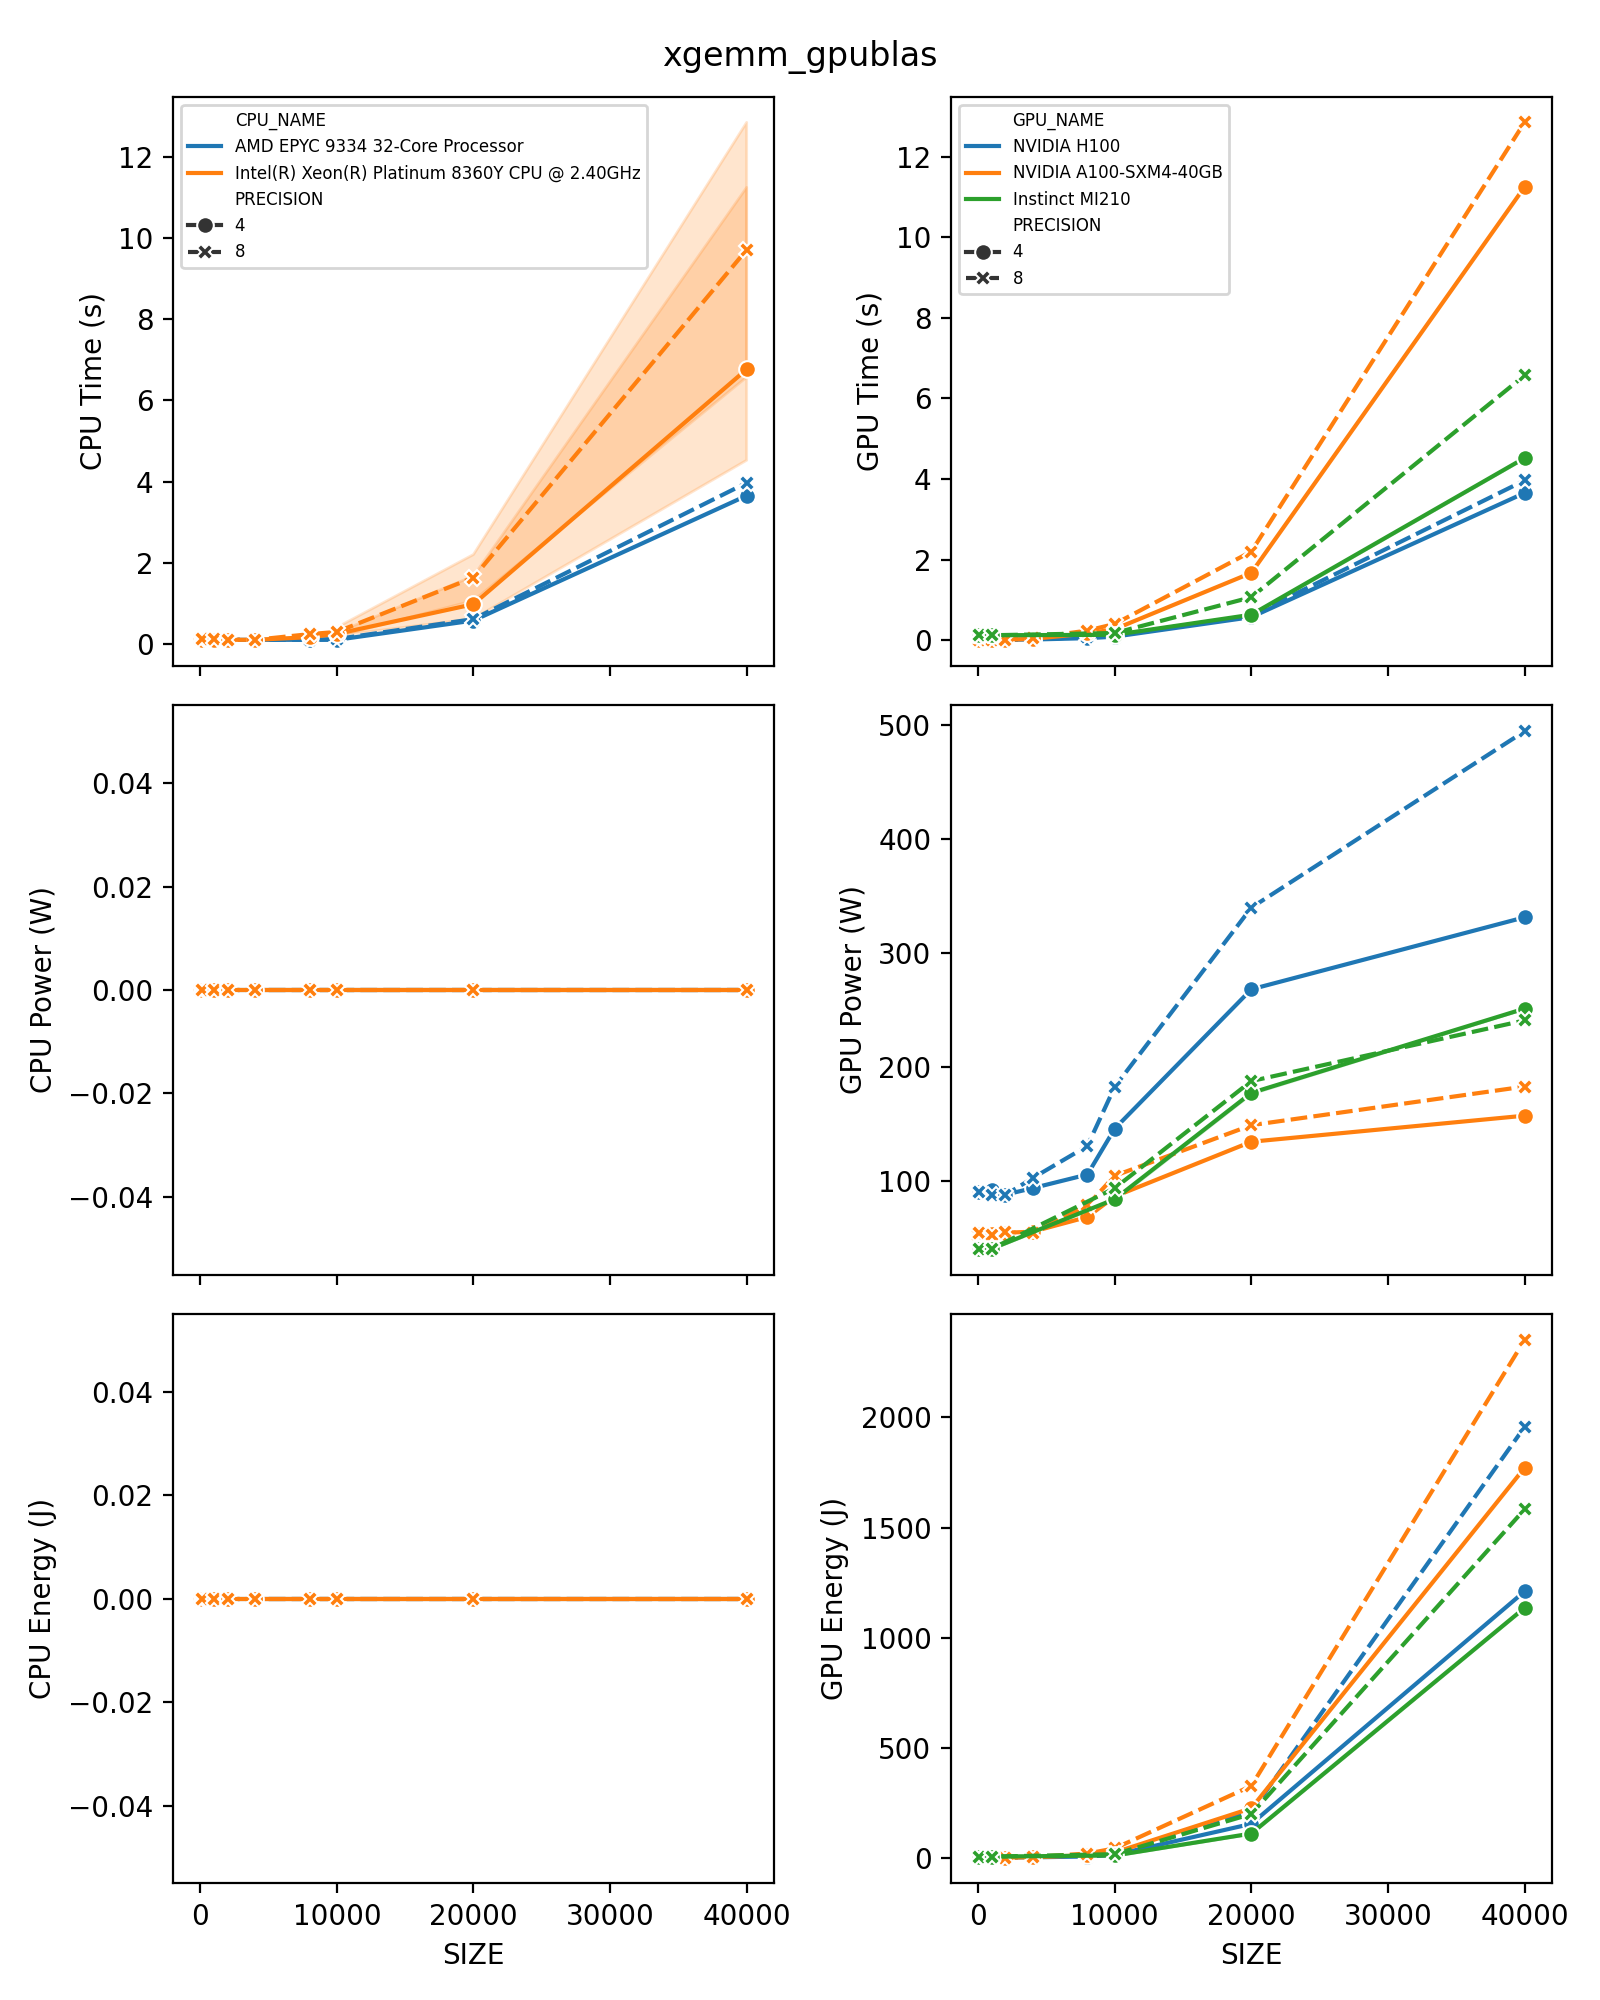 xgemm_gpublas
CPU_NAME
AMD EPYC 9334 32-Core Processor
Intel(R) Xeon(R) Platinum 8360Y CPU @ 2.40GHz
PRECISION
4
8
12
10
8
6
4
2
0
CPU Time (s)
GPU_NAME
NVIDIA H100
NVIDIA A100-SXM4-40GB
Instinct MI210
PRECISION
4
8
12
10
8
6
4
2
0
GPU Time (s)
0.04
0.02
0.00
−0.02
−0.04
CPU Power (W)
500
400
300
200
100
GPU Power (W)
0.04
0.02
0.00
−0.02
−0.04
CPU Energy (J)
0 10000 20000 30000 40000
SIZE
2000
1500
1000
500
0
GPU Energy (J)
0 10000 20000 30000 40000
SIZE